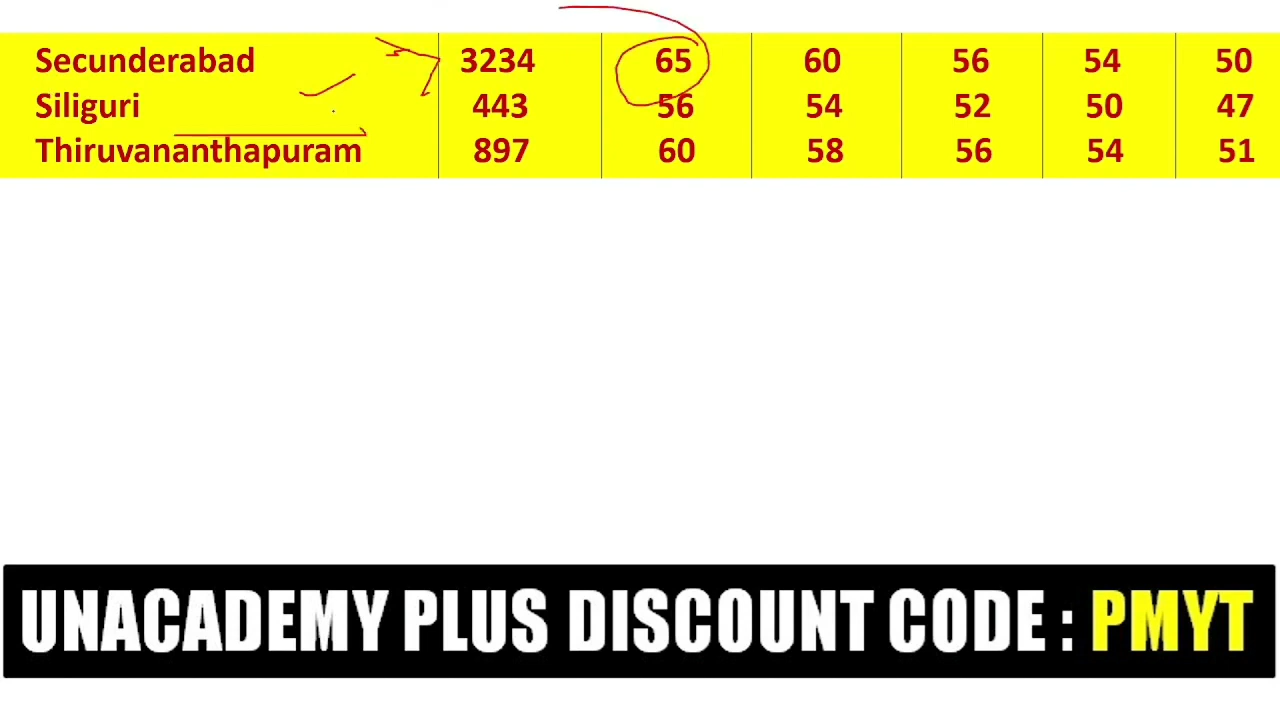 Secunderabad 3234 65 60 56 54 50
Siliguri 443 56 54 52 50 47
Thiruvananthapuram 897 60 58 56 54 51
UNACADEMY PLUS DISCOUNT CODE : PMYT